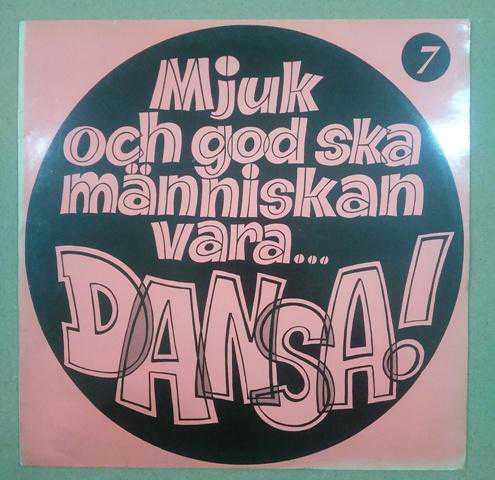 7
Mjuk
och god ska
människan
vara...
DANSA!